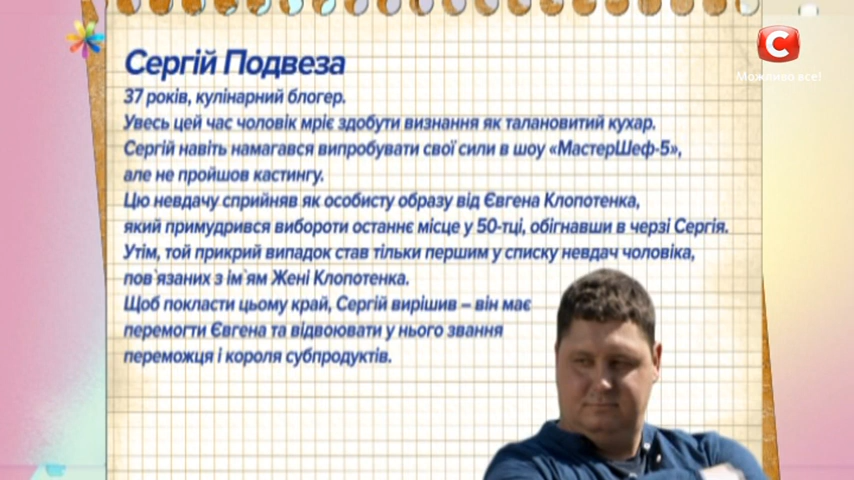 С
Можливо все!
Сергій Подвеза
37 років, кулінарний блогер.
Увесь цей час чоловік мріє здобути визнання як талановитий кухар.
Сергій навіть намагався випробувати свої сили в шоу «МастерШеф-5»,
але не пройшов кастингу.
Цю невдачу сприйняв як особисту образу від Євгена Клопотенка,
який примудрився вибороти останнє місце у 50-тці, обігнавши в черзі Сергія.
Утім, той прикрий випадок став тільки першим у списку невдач чоловіка,
пов`язаних з ім`ям Жені Клопотенка.
Щоб покласти цьому край, Сергій вирішив – він має
перемогти Євгена та відвоювати у нього звання
переможця і короля субпродуктів.